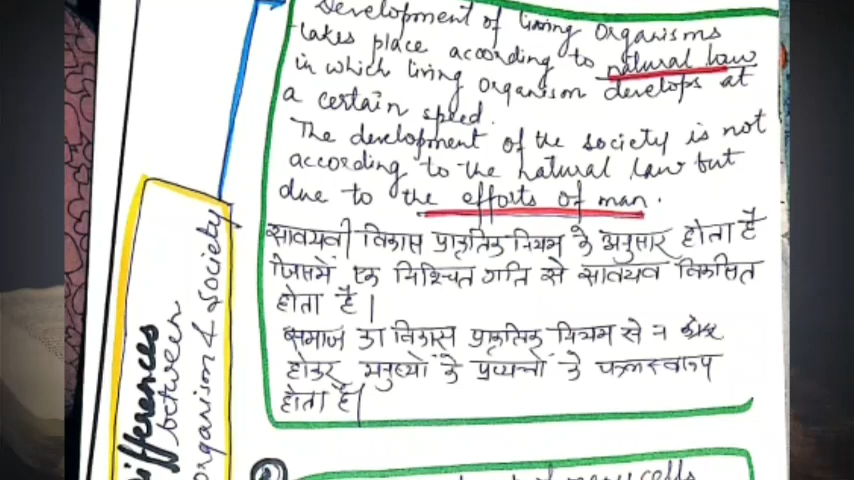 Development of living Organisms
takes place according to natural law
in which living organism develops at
a certain speed.
The development of the society is not
according to the natural law but
due to the efforts of man.
सावयवी विकास प्राकृतिक नियम के अनुसार होता है
जिसमें एक निश्चित गति से सावयव विकसित
होता है।
समाज का विकास प्राकृतिक नियम से न
होकर मनुष्यों के प्रयत्नों के फलस्वरूप
होता है।
Differences
between
organism & Society
many cells